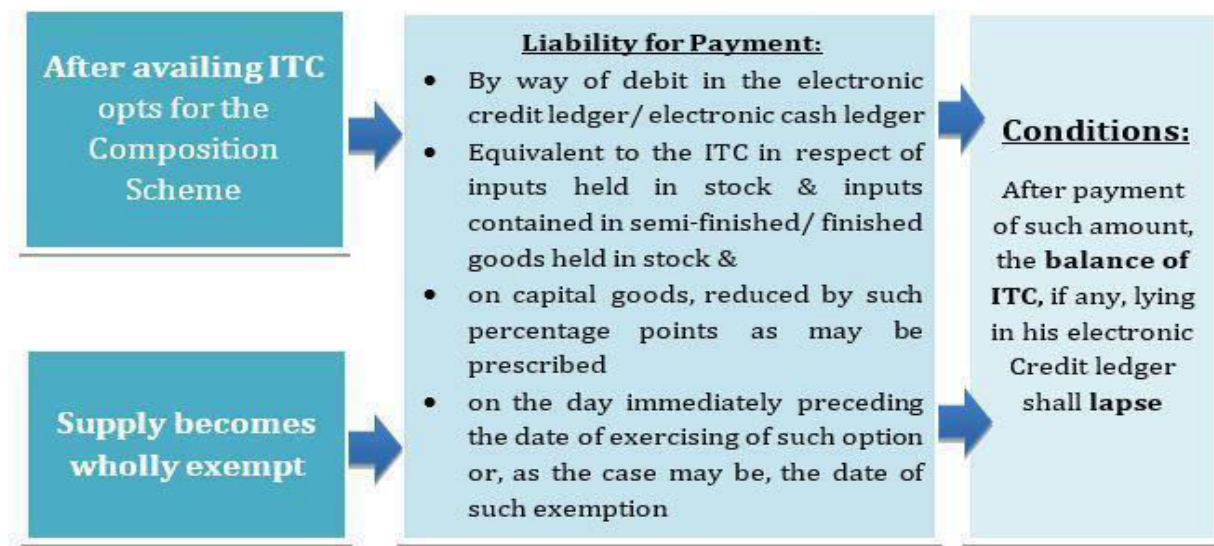 After availing ITC
opts for the
Composition
Scheme
Supply becomes
wholly exempt
Liability for Payment:
• By way of debit in the electronic
credit ledger/ electronic cash ledger
• Equivalent to the ITC in respect of
inputs held in stock & inputs
contained in semi-finished/ finished
goods held in stock &
• on capital goods, reduced by such
percentage points as may be
prescribed
• on the day immediately preceding
the date of exercising of such option
or, as the case may be, the date of
such exemption
Conditions:
After payment
of such amount,
the balance of
ITC, if any, lying
in his electronic
Credit ledger
shall lapse